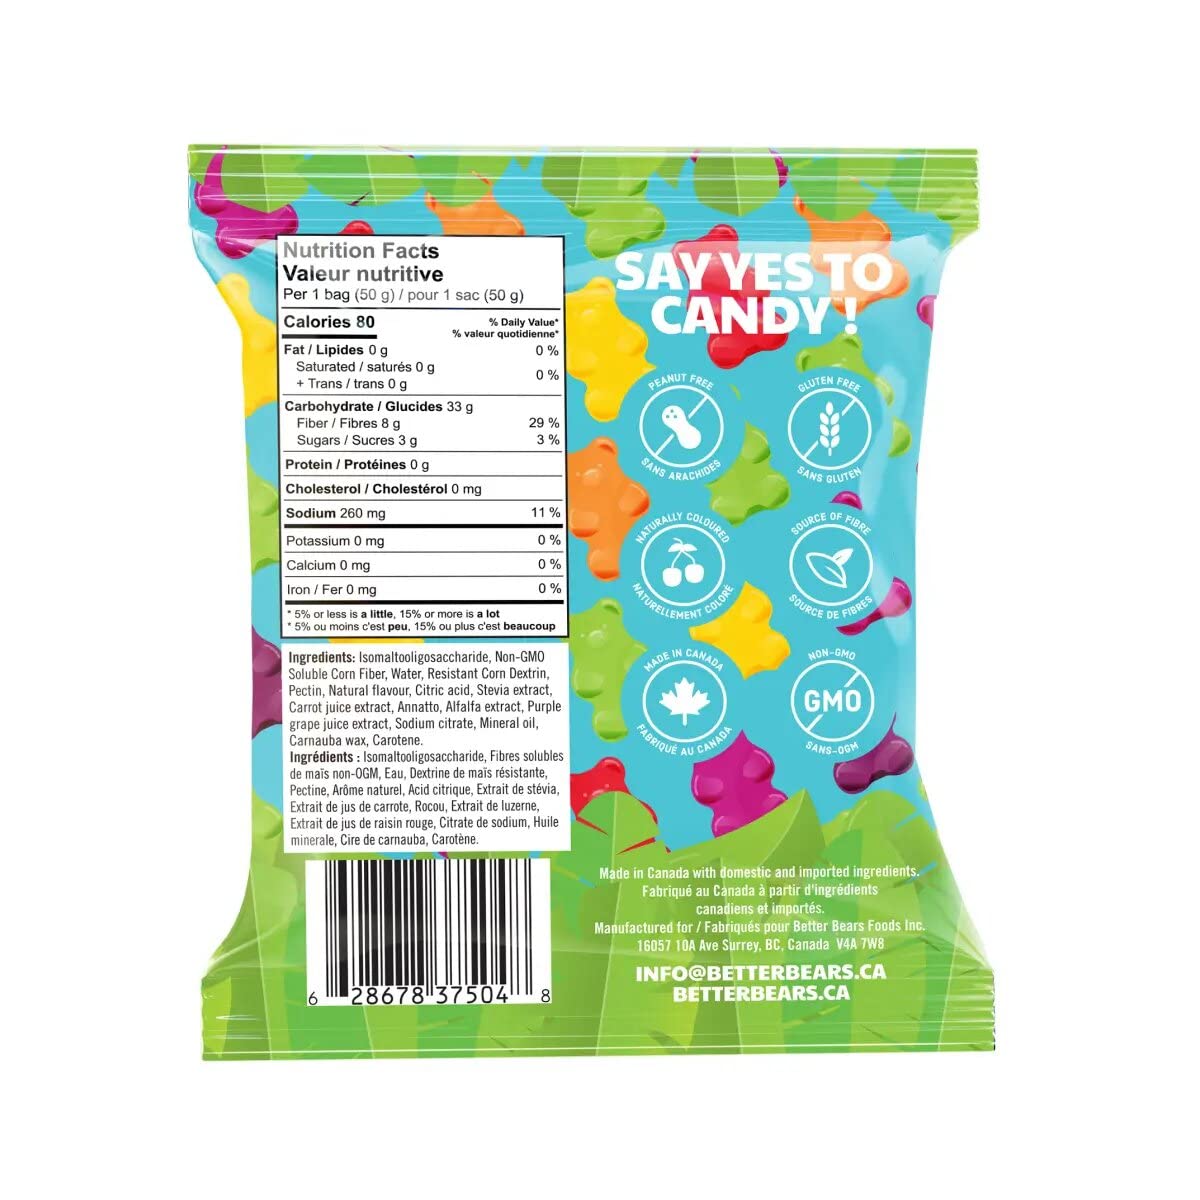 Nutrition Facts
Valeur nutritive
Per 1 bag (50 g) / pour 1 sac (50 g)
Calories 80
% Daily Value*
% valeur quotidienne*
Fat / Lipides 0 g 0 %
Saturated / saturés 0 g
+ Trans / trans 0 g
0 %
Carbohydrate / Glucides 33 g
Fiber / Fibres 8 g 29 %
Sugars / Sucres 3 g 3 %
Protein / Protéines 0 g
Cholesterol / Cholestérol 0 mg
Sodium 260 mg 11 %
Potassium 0 mg 0 %
Calcium 0 mg 0 %
Iron / Fer 0 mg 0 %
* 5% or less is a little, 15% or more is a lot
* 5% ou moins c'est peu, 15% ou plus c'est beaucoup
Ingredients: Isomaltooligosaccharide, Non-GMO
Soluble Corn Fiber, Water, Resistant Corn Dextrin,
Pectin, Natural flavour, Citric acid, Stevia extract,
Carrot juice extract, Annatto, Alfalfa extract, Purple
grape juice extract, Sodium citrate, Mineral oil,
Carnauba wax, Carotene.
Ingrédients : Isomaltooligosaccharide, Fibres solubles
de maïs non-OGM, Eau, Dextrine de maïs résistante,
Pectine, Arôme naturel, Acid citrique, Extrait de stévia,
Extrait de jus de carotte, Rocou, Extrait de luzerne,
Extrait de jus de raisin rouge, Citrate de sodium, Huile
minerale, Cire de carnauba, Carotène.
6 28678 37504 8
SAY YES TO
CANDY !
PEANUT FREE
SANS ARACHIDES
GLUTEN FREE
SANS GLUTEN
NATURALLY COLOURED
NATURELLEMENT COLORÉ
SOURCE OF FIBRE
SOURCE DE FIBRES
MADE IN CANADA
FABRIQUÉ AU CANADA
NON-GMO
GMO
SANS-OGM
Made in Canada with domestic and imported ingredients.
Fabriqué au Canada à partir d'ingrédients
canadiens et importés.
Manufactured for / Fabriqués pour Better Bears Foods Inc.
16057 10A Ave Surrey, BC, Canada V4A 7W8
INFO@BETTERBEARS.CA
BETTERBEARS.CA